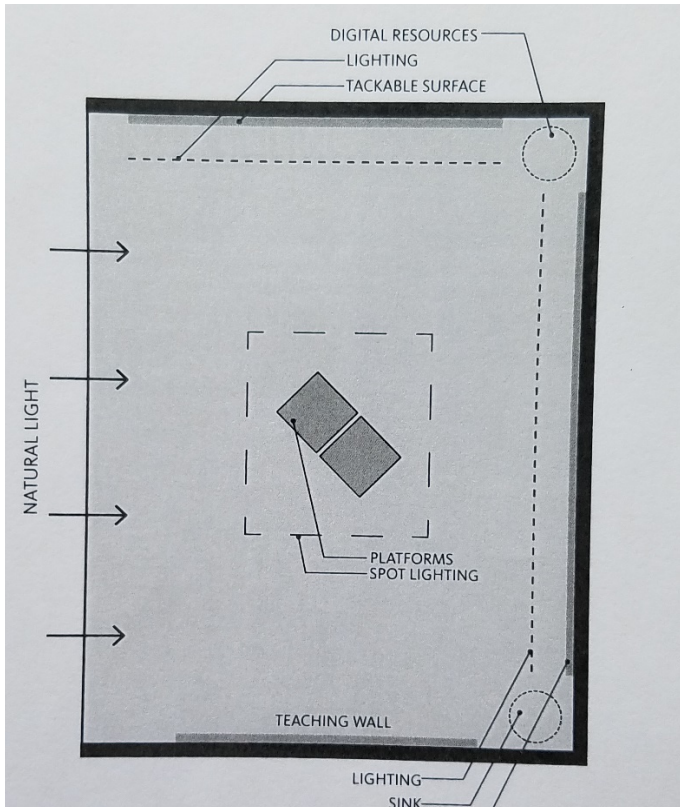 DIGITAL RESOURCES
LIGHTING
TACKABLE SURFACE
NATURAL LIGHT
PLATFORMS
SPOT LIGHTING
TEACHING WALL
LIGHTING
SINK